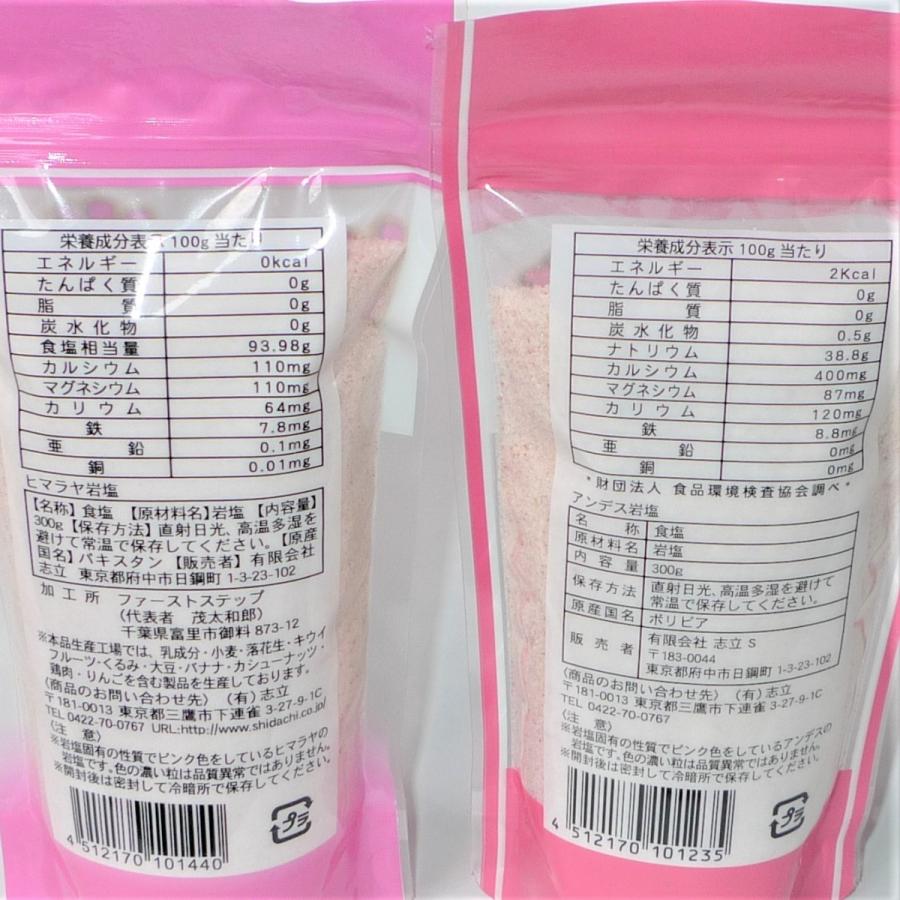 栄養成分表示 100g 当たり
エネルギー 0kcal
たんぱく質 0g
脂質 0g
炭水化物 0g
食塩相当量 93.98g
カルシウム 110mg
マグネシウム 110mg
カリウム 64mg
鉄 7.8mg
亜鉛 0.1mg
銅 0.01mg
ヒマラヤ岩塩
【名称】食塩 【原材料名】岩塩 【内容量】
300g【保存方法】直射日光、高温多湿を
避けて常温で保存してください。【原産
国名】パキスタン 【販売者】有限会社
志立 東京都府中市日鋼町 1-3-23-102
加工所 ファーストステップ
(代表者 茂太和郎)
千葉県富里市御料 873-12
※本品生産工場では、乳成分・小麦・落花生・キウイ
フルーツ・くるみ・大豆・バナナ・カシューナッツ・
鶏肉・りんごを含む製品を生産しております。
〈商品のお問い合わせ先〉 (有)志立
〒181-0013 東京都三鷹市下連雀 3-27-9-1C
TEL 0422-70-0767 URL:http://www.shidachi.co.jp/
〈注 意〉
※岩塩固有の性質でピンク色をしているヒマラヤの
岩塩です。色の濃い粒は品質異常ではありません。
※開封後は密封して冷暗所で保存してください。
4 512170 101440
プラ
栄養成分表示 100g 当たり
エネルギー 2Kcal
たんぱく質 0g
脂質 0g
炭水化物 0.5g
ナトリウム 38.8g
カルシウム 400mg
マグネシウム 87mg
カリウム 120mg
鉄 8.8mg
亜鉛 0mg
銅 0mg
*財団法人 食品環境検査協会調べ*
アンデス岩塩
名称 食塩
原材料名 岩塩
内容量 300g
保存方法 直射日光、高温多湿を避けて
常温で保存してください。
原産国名 ボリビア
販売者 有限会社 志立 S
〒183-0044
東京都府中市日鋼町 1-3-23-102
〈商品のお問い合わせ先〉 (有)志立
〒181-0013 東京都三鷹市下連雀 3-27-9-1C
TEL 0422-70-0767
〈注 意〉
※岩塩固有の性質でピンク色をしているアンデスの
岩塩です。色の濃い粒は品質異常ではありません。
※開封後は密封して冷暗所で保存してください。
4 512170 101235
プラ